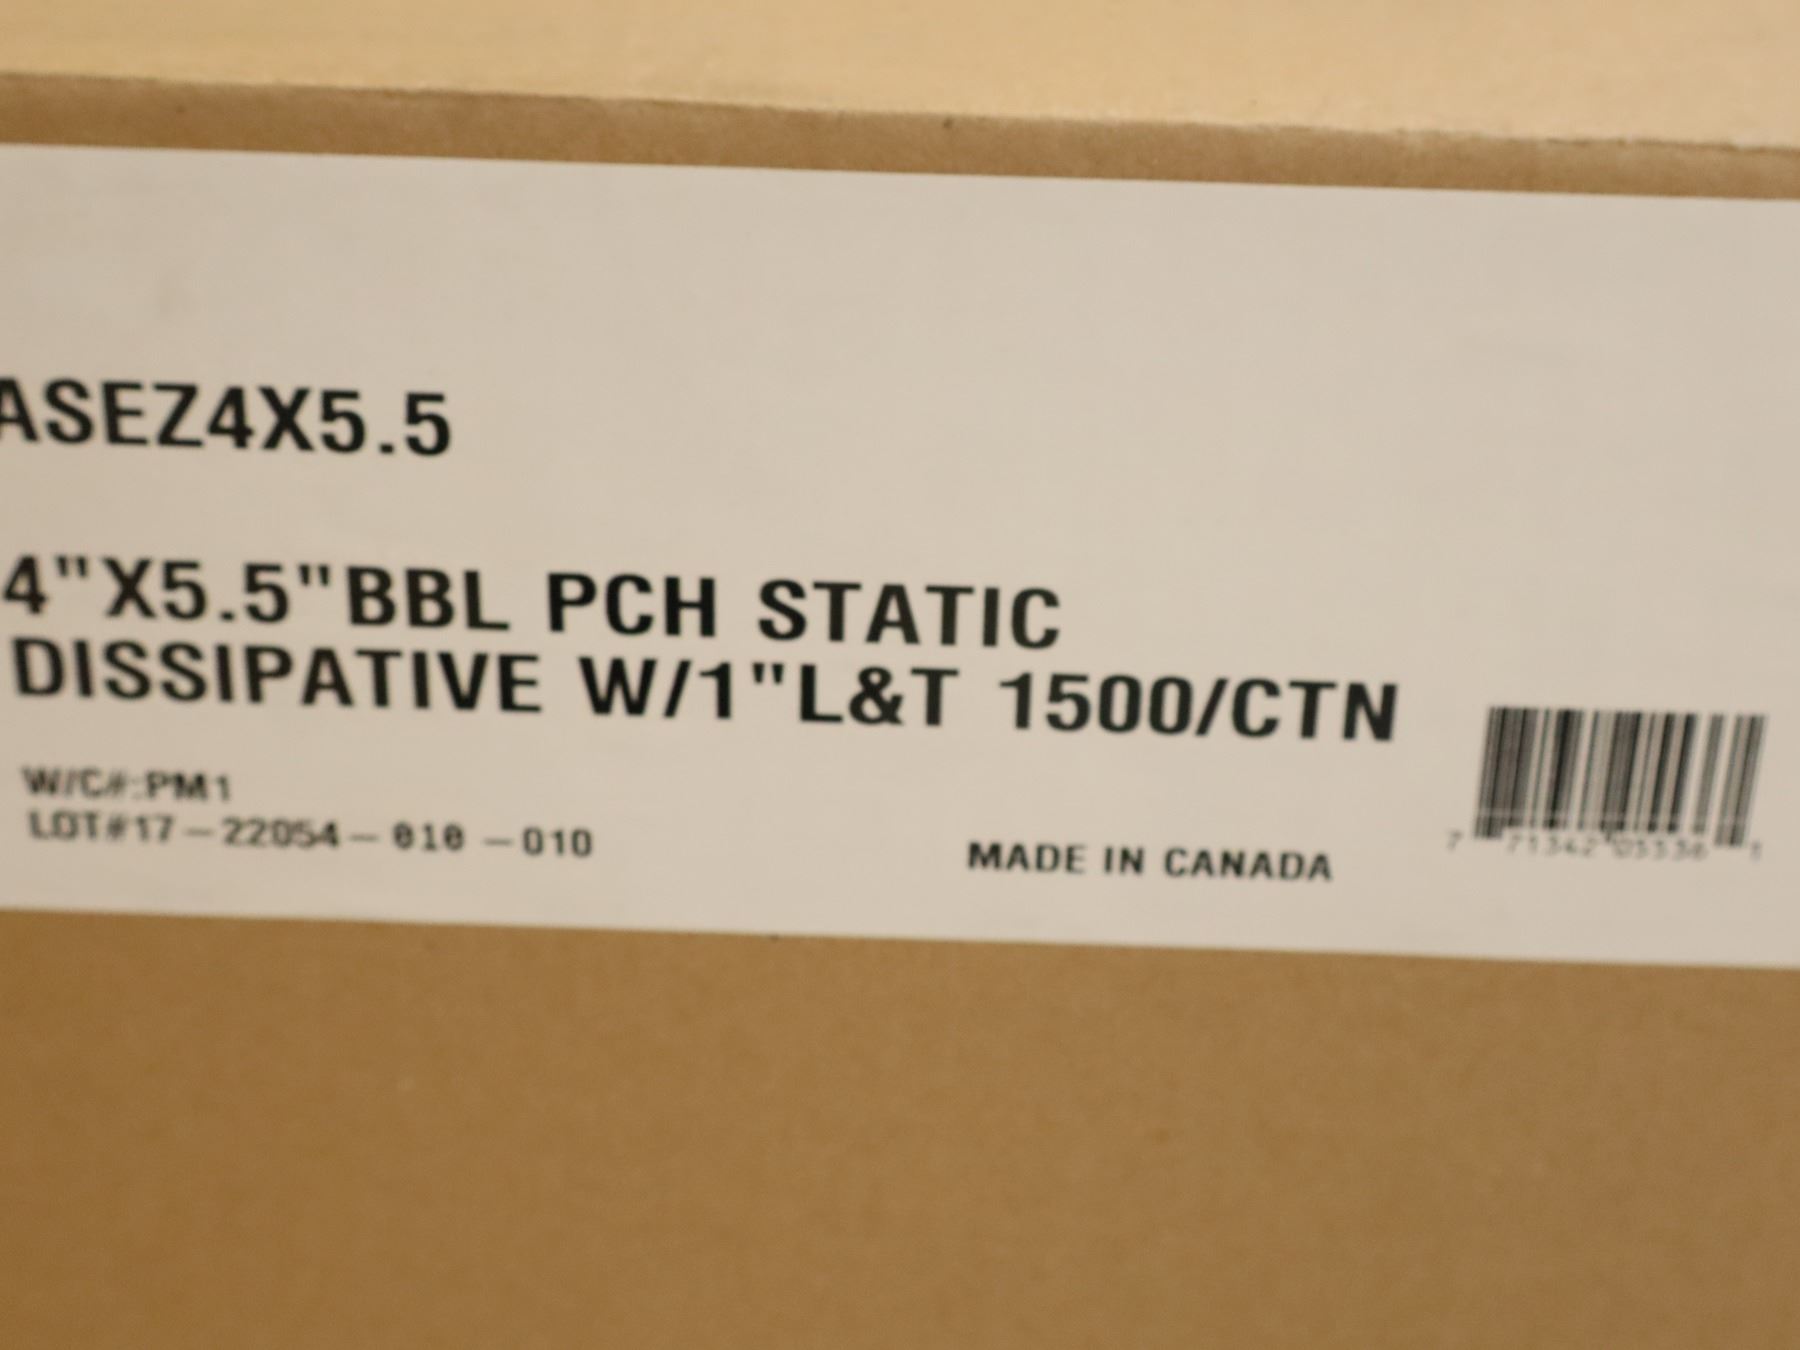 ASEZ4X5.5
4"X5.5"BBL PCH STATIC
DISSIPATIVE W/1"L&T 1500/CTN
W/C#:PM1
LOT#17-22054-010-010
MADE IN CANADA